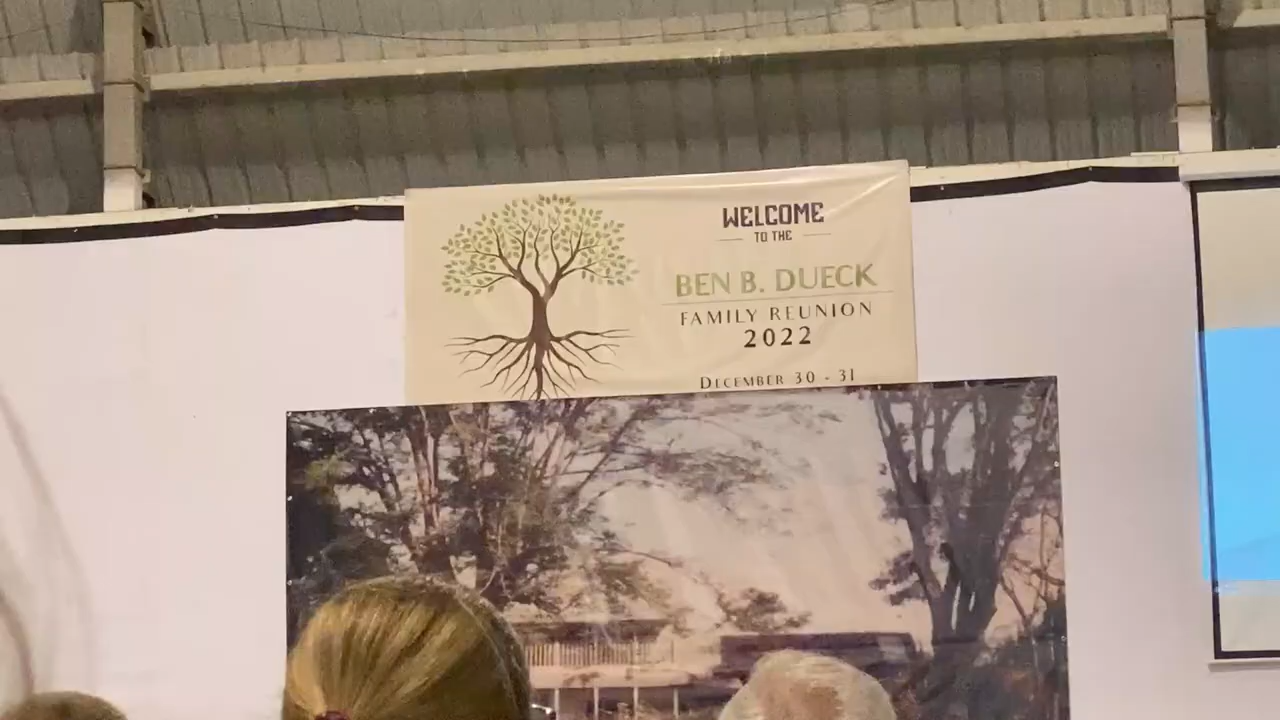 WELCOME
TO THE
BEN B. DUECK
FAMILY REUNION
2022
DECEMBER 30 - 31